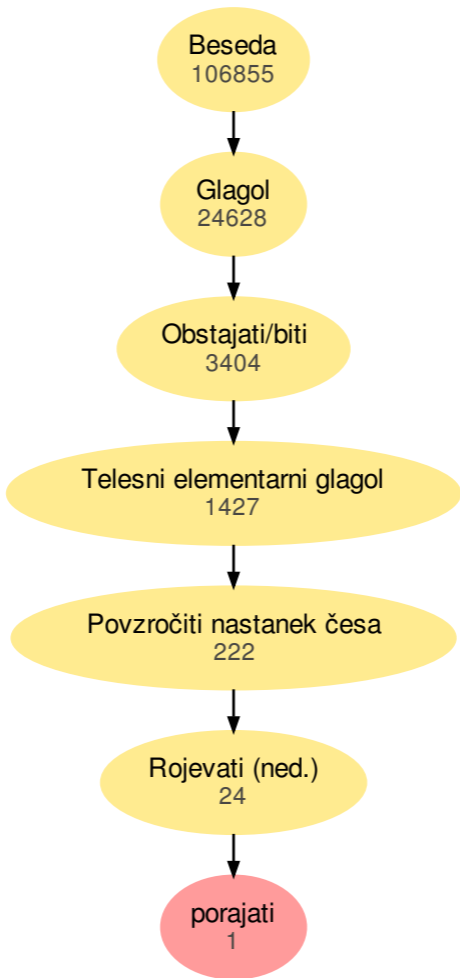 Beseda
106855
Glagol
24628
Obstajati/biti
3404
Telesni elementarni glagol
1427
Povzročiti nastanek česa
222
Rojevati (ned.)
24
porajati
1